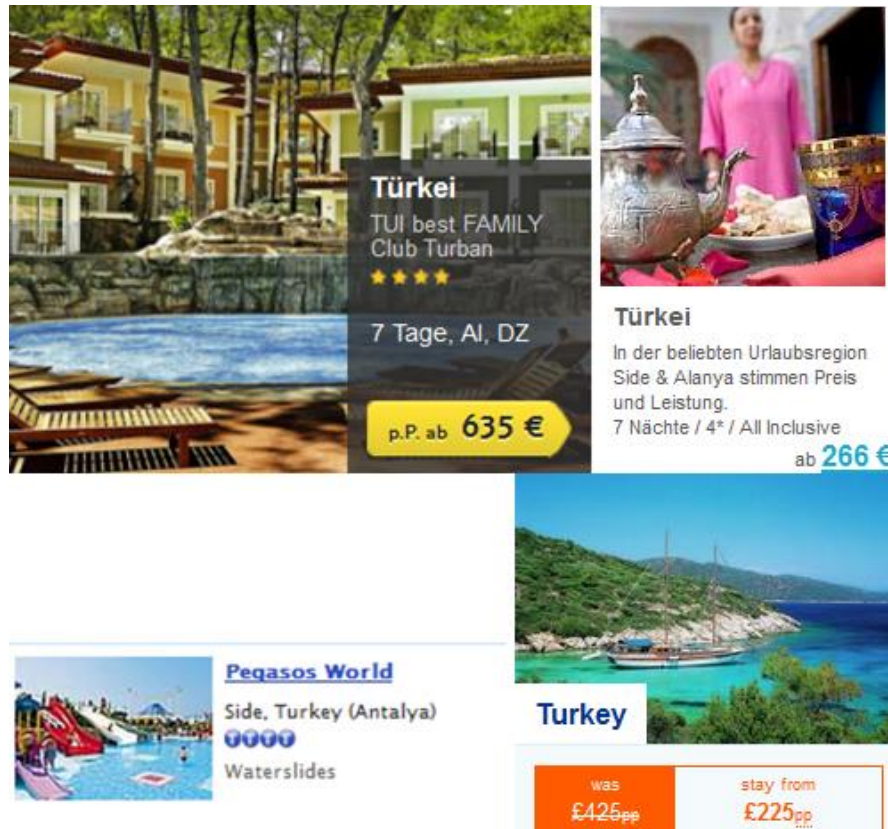 Türkei
TUI best FAMILY
Club Turban
7 Tage, AI, DZ
p.P. ab 635 €
Türkei
In der beliebten Urlaubsregion
Side & Alanya stimmen Preis
und Leistung.
7 Nächte / 4* / All Inclusive
ab 266 €
Pegasos World
Side, Turkey (Antalya)
TTTT
Waterslides
Turkey
was
£425pp
stay from
£225pp